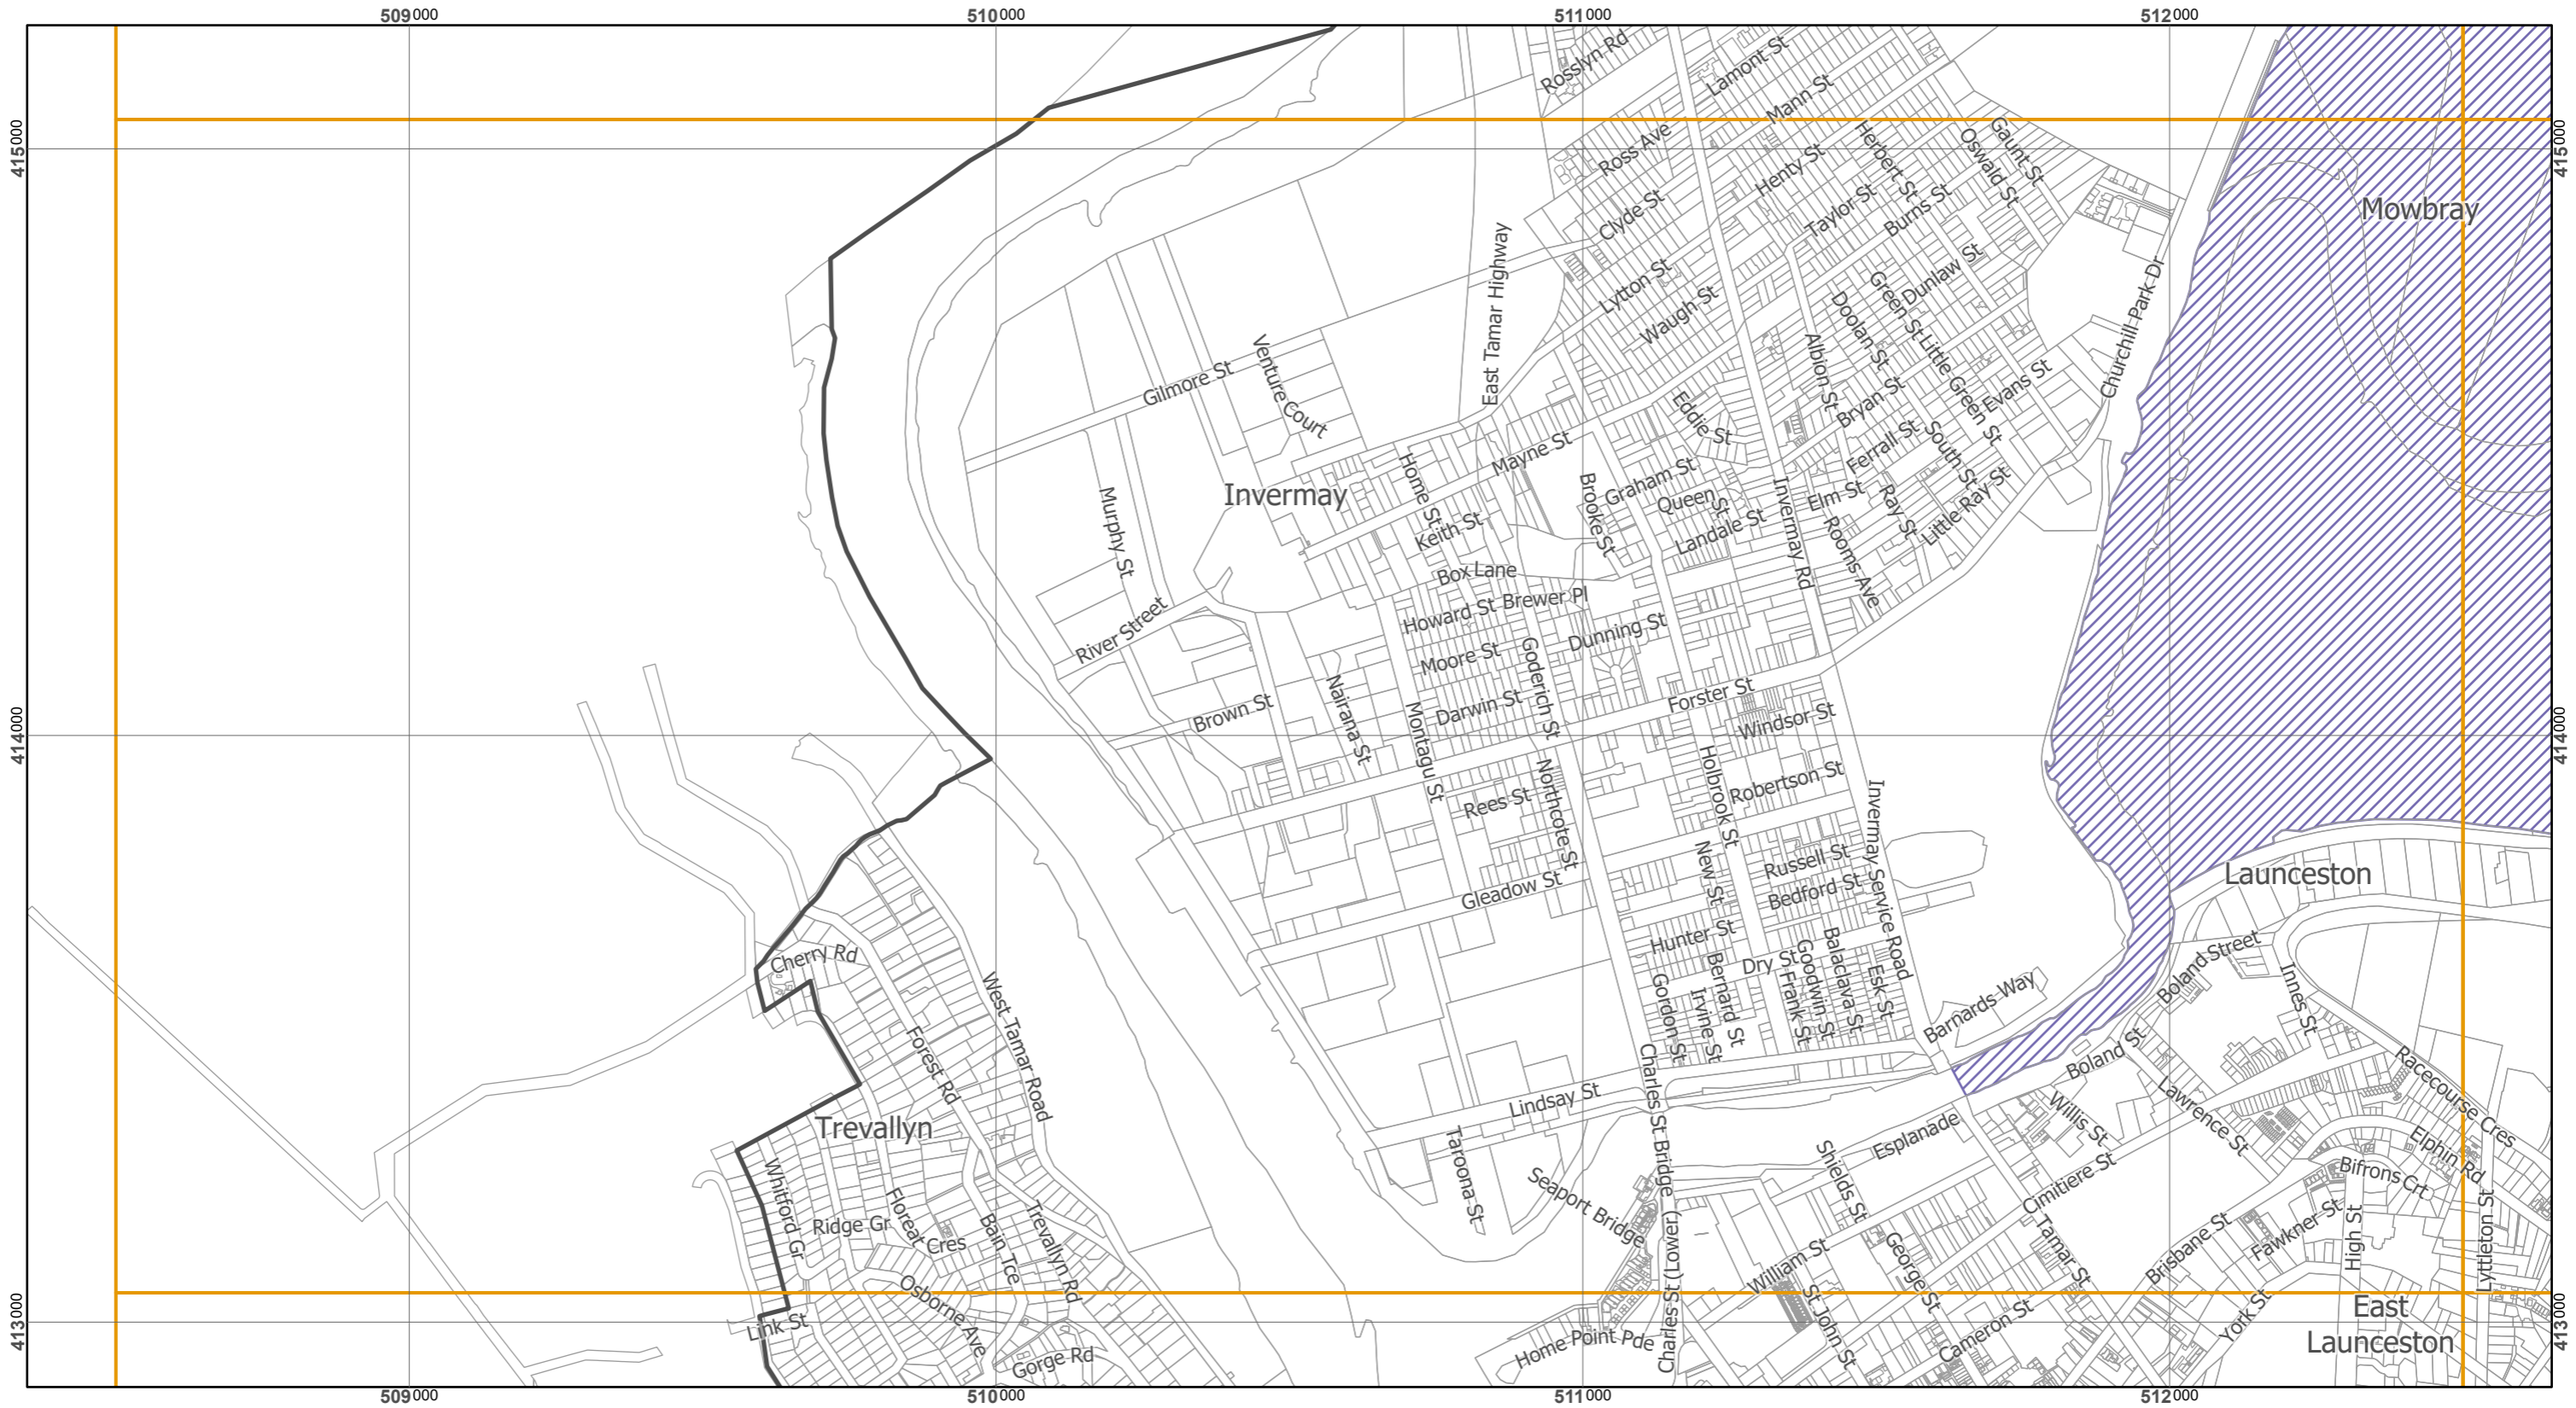 509000
510000
511000
512000
415000
415000
414000
414000
413000
413000
509000
510000
511000
512000
Rosslyn Rd
Lamont St
Mann St
Ross Ave
Henty St
Herbert St
Oswald St
Gaunt St
Clyde St
Taylor St
Burns St
Mowbray
East Tamar Highway
Lytton St
Waugh St
Dunlaw St
Green St
Doolan St
Little Green St
Churchill Park Dr
Gilmore St
Venture Court
Albion St
Bryan St
Evans St
Eddie St
Mayne St
Home St
Ferrall St
South St
Invermay
Murphy St
Keith St
Brooke St
Graham St
Queen St
Landale St
Invermay Rd
Elm St
Ray St
Little Ray St
Rooms Ave
Box Lane
Howard St
Brewer Pl
River Street
Dunning St
Moore St
Goderich St
Brown St
Nairana St
Darwin St
Montagu St
Forster St
Windsor St
Holbrook St
Robertson St
Northcote St
Rees St
Invermay Service Road
Russell St
New St
Bedford St
Gleadow St
Launceston
Hunter St
Dry St
Balaclava St
Goodwin St
Bernard St
Frank St
Esk St
Gordon St
Irvine St
Barnards Way
Boland Street
Innes St
Cherry Rd
West Tamar Road
Forest Rd
Lindsay St
Charles St Bridge
Boland St
Racecourse Cres
Trevallyn
Lawrence St
Willis St
Esplanade
Shields St
Cimitiere St
Elphin Rd
Bifrons Crt
Taroona St
Seaport Bridge
Whitford Gr
Ridge Gr
Floreat Cres
Bain Tce
Trevallyn Rd
Charles St (Lower)
William St
George St
Tamar St
Brisbane St
Fawkner St
High St
Lyttleton St
Osborne Ave
Link St
Gorge Rd
Home Point Pde
St John St
Cameron St
York St
East
Launceston